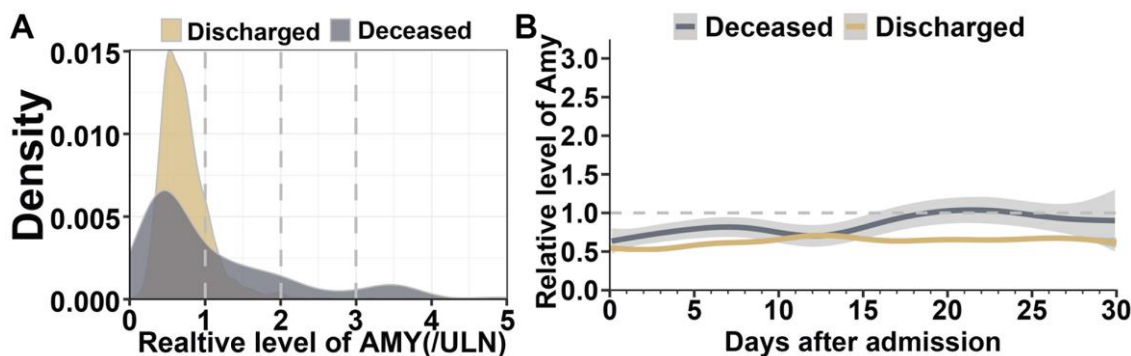 A
Discharged Deceased
Density
0.015
0.010
0.005
0.000
0 1 2 3 4 5
Realtive level of AMY(/ULN)
B
Deceased Discharged
Relative level of Amy
3.0
2.5
2.0
1.5
1.0
0.5
0.0
0 5 10 15 20 25 30
Days after admission